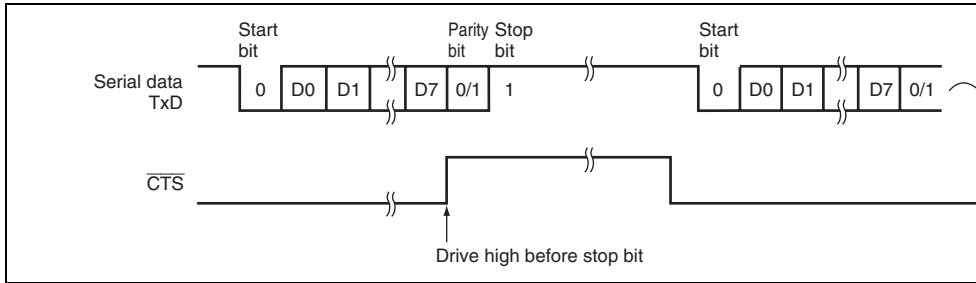 Start bit
Parity bit
Stop bit
Start bit
Serial data TxD
0 D0 D1 D7 0/1 1 0 D0 D1 D7 0/1
CTS
Drive high before stop bit